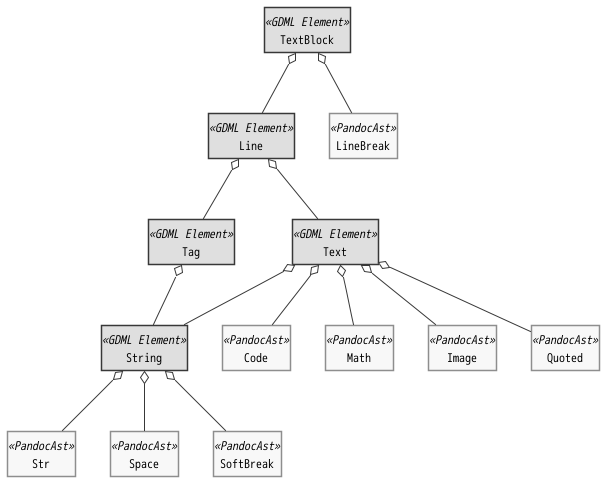 «GDML Element»
TextBlock
«GDML Element»
Line
«PandocAst»
LineBreak
«GDML Element»
Tag
«GDML Element»
Text
«GDML Element»
String
«PandocAst»
Code
«PandocAst»
Math
«PandocAst»
Image
«PandocAst»
Quoted
«PandocAst»
Str
«PandocAst»
Space
«PandocAst»
SoftBreak